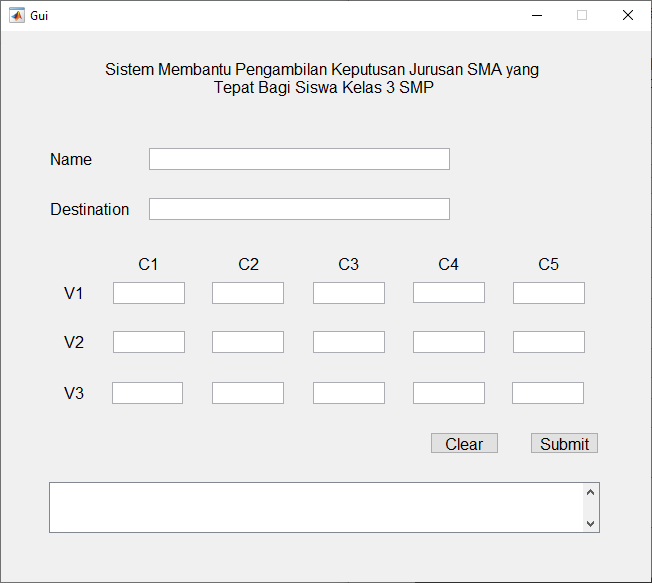 Gui
Sistem Membantu Pengambilan Keputusan Jurusan SMA yang
Tepat Bagi Siswa Kelas 3 SMP
Name
Destination
C1 C2 C3 C4 C5
V1
V2
V3
Clear Submit